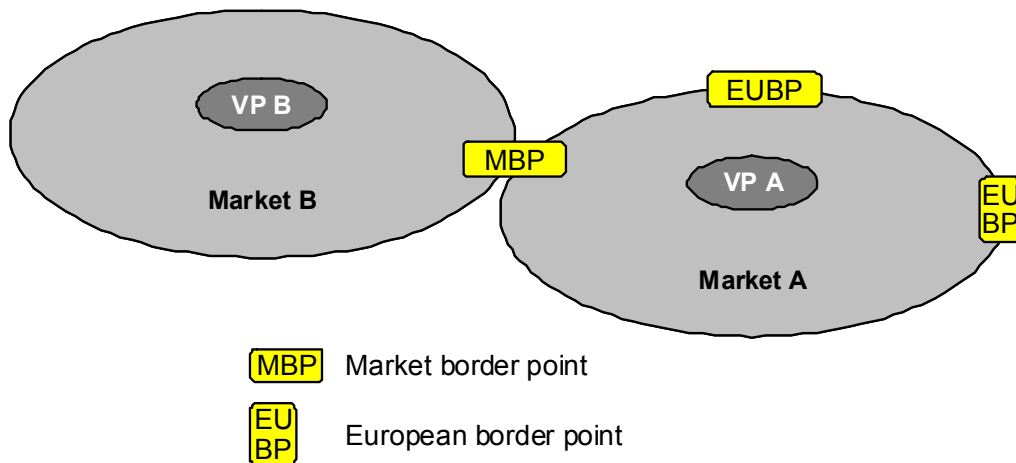 VP B
EUBP
MBP
VP A
Market B
EU
BP
Market A
MBP Market border point
EU
BP
European border point